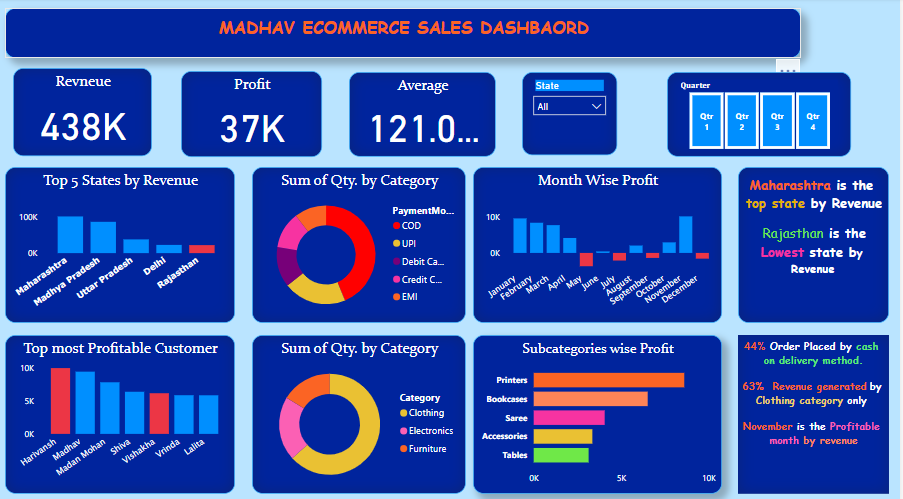 MADHAV ECOMMERCE SALES DASHBAORD
Revneue
438K
Profit
37K
Average
121.0...
State
All
Quarter
Qtr
1
Qtr
2
Qtr
3
Qtr
4
Top 5 States by Revenue
100K
0K
Maharashtra
Madhya Pradesh
Uttar Pradesh
Delhi
Rajasthan
Sum of Qty. by Category
PaymentMo...
COD
UPI
Debit Ca...
Credit C...
EMI
Month Wise Profit
10K
0K
January
February
March
April
May
June
July
August
September
October
November
December
Maharashtra is the
top state by Revenue
Rajasthan is the
Lowest state by
Revenue
Top most Profitable Customer
10K
5K
0K
Harivansh
Madhav
Madan Mohan
Shiva
Vishakha
Vrinda
Lalita
Sum of Qty. by Category
Category
Clothing
Electronics
Furniture
Subcategories wise Profit
Printers
Bookcases
Saree
Accessories
Tables
0K
5K
10K
44% Order Placed by cash
on delivery method.
63% Revenue generated by
Clothing category only
November is the Profitable
month by revenue